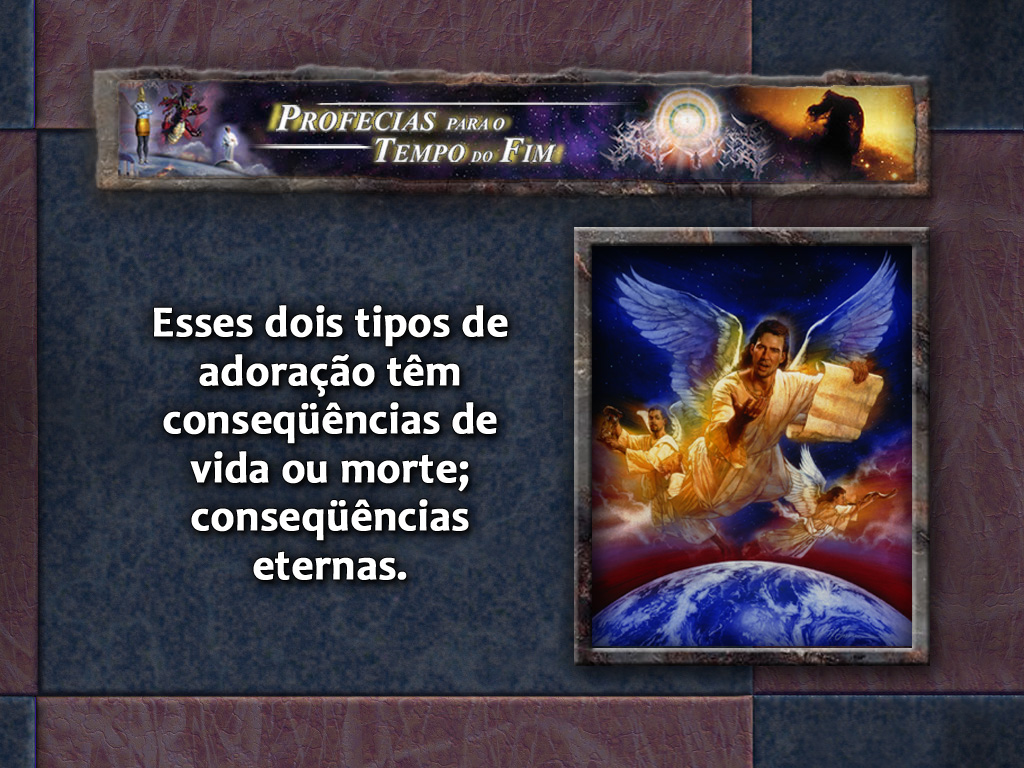 PROFECIAS PARA O
TEMPO DO FIM
Esses dois tipos de
adoração têm
conseqüências de
vida ou morte;
conseqüências
eternas.